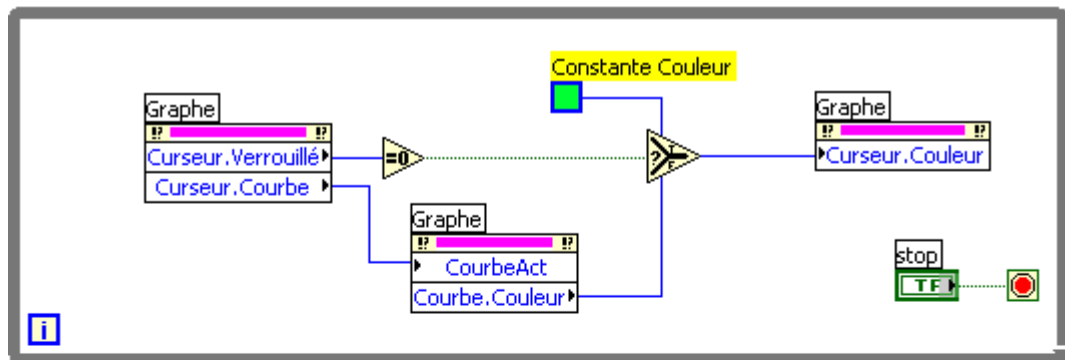 Constante Couleur
Graphe
!? !?
Curseur.Verrouillé
Curseur.Courbe
=0
?
F
Graphe
!? !?
Curseur.Couleur
Graphe
!? !?
CourbeAct
Courbe.Couleur
stop
TF
i